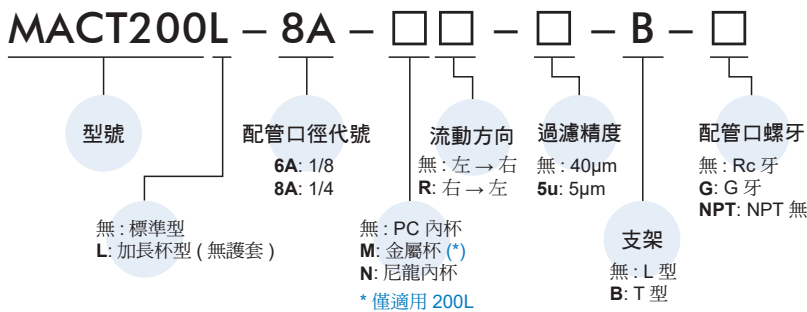 MACT200L – 8A – □□ – □ – B – □
型號
配管口徑代號
6A: 1/8
8A: 1/4
流動方向
無 : 左 → 右
R: 右 → 左
過濾精度
無 : 40µm
5u: 5µm
配管口螺牙
無 : Rc 牙
G: G 牙
NPT: NPT 無
無 : 標準型
L: 加長杯型 ( 無護套 )
無 : PC 內杯
M: 金屬杯 (*)
N: 尼龍內杯
* 僅適用 200L
支架
無 : L 型
B: T 型